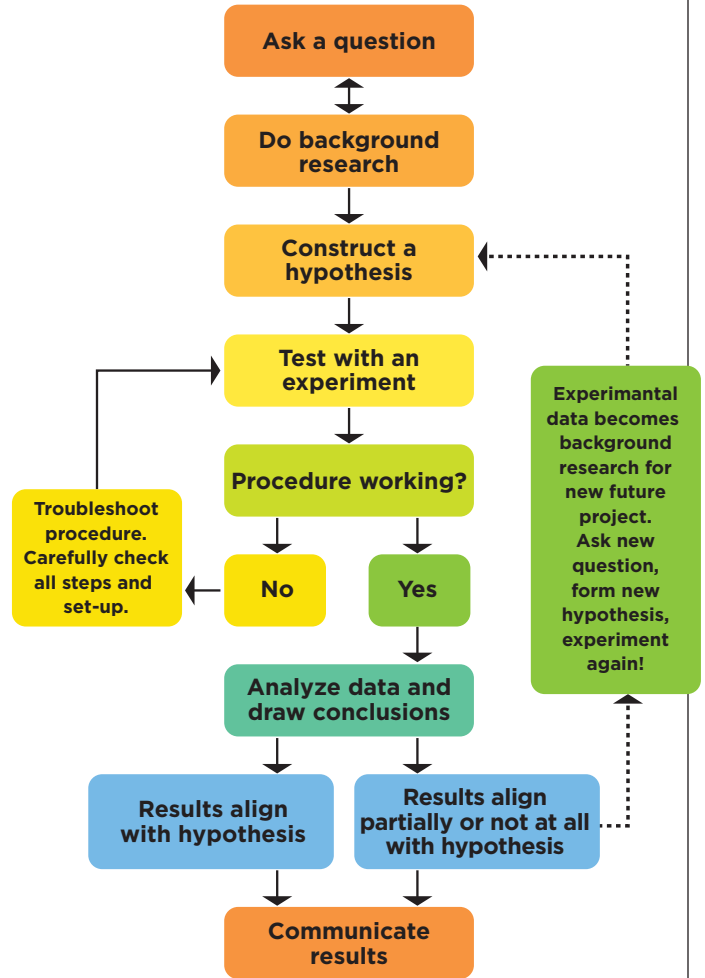 Ask a question
Do background
research
Construct a
hypothesis
Test with an
experiment
Procedure working?
Troubleshoot
procedure.
Carefully check
all steps and
set-up.
No
Yes
Experimantal
data becomes
background
research for
new future
project.
Ask new
question,
form new
hypothesis,
experiment
again!
Analyze data and
draw conclusions
Results align
with hypothesis
Results align
partially or not at all
with hypothesis
Communicate
results